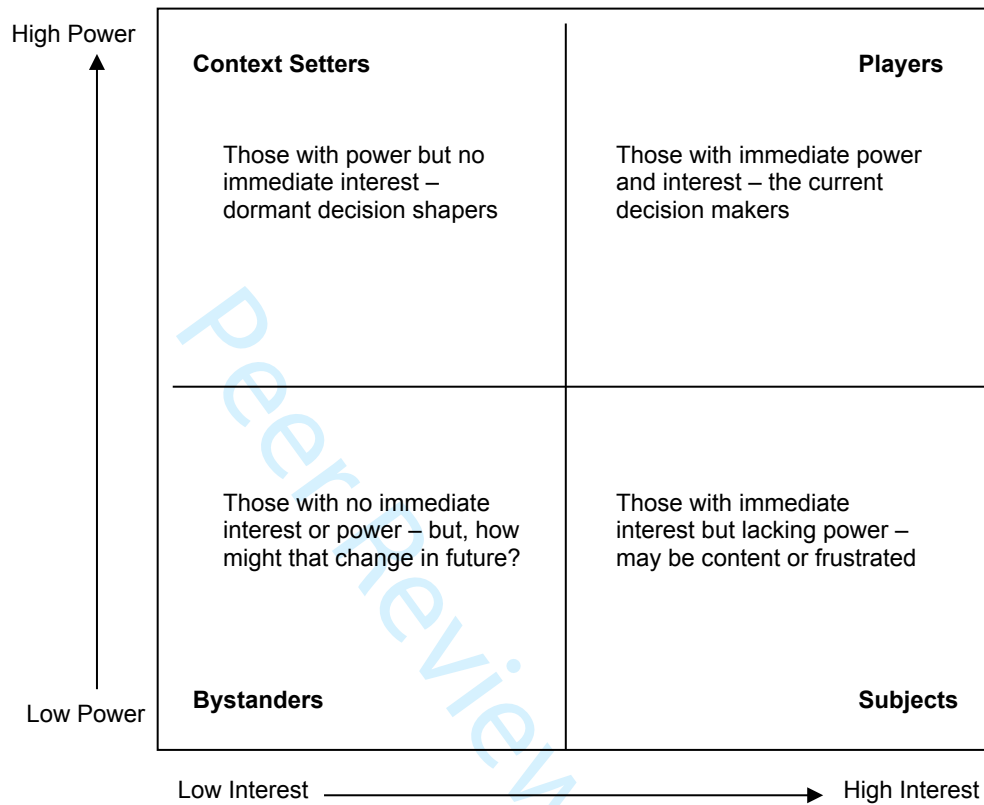 High Power
Context Setters
Players
Those with power but no
immediate interest –
dormant decision shapers
Those with immediate power
and interest – the current
decision makers
Those with no immediate
interest or power – but, how
might that change in future?
Those with immediate
interest but lacking power –
may be content or frustrated
Bystanders
Subjects
Low Power
Low Interest
High Interest
Peer Review